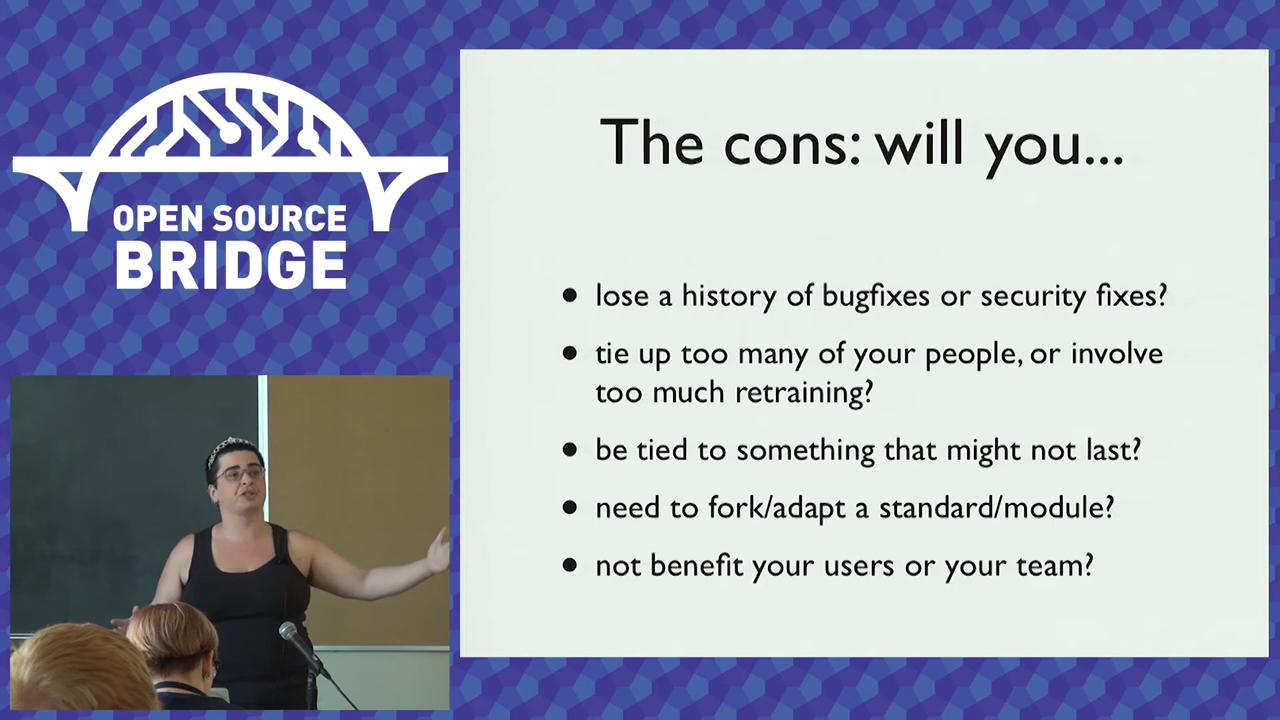 OPEN SOURCE
BRIDGE
The cons: will you...
• lose a history of bugfixes or security fixes?
• tie up too many of your people, or involve
too much retraining?
• be tied to something that might not last?
• need to fork/adapt a standard/module?
• not benefit your users or your team?